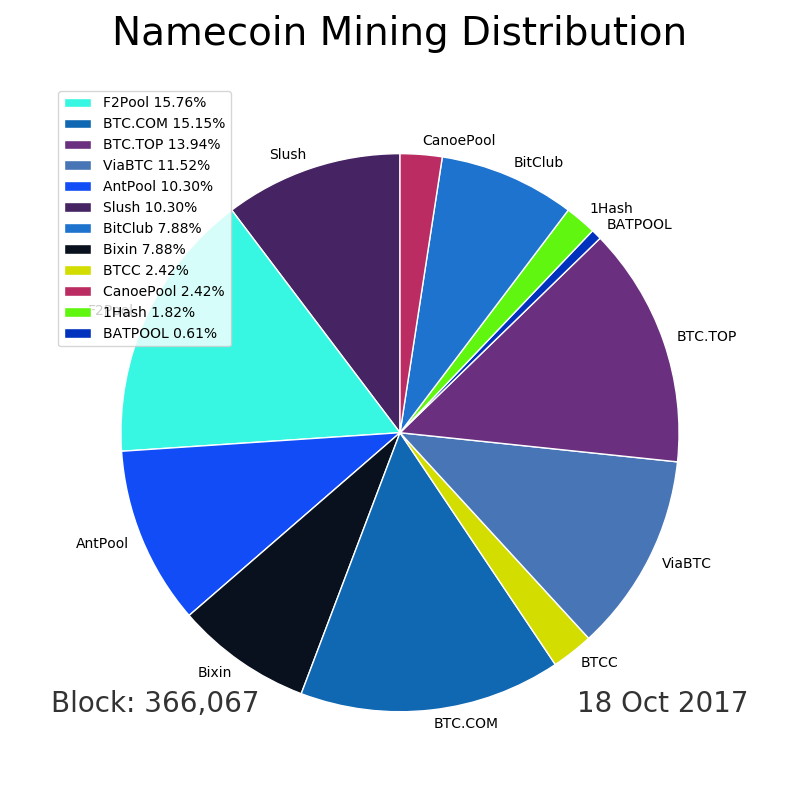 Namecoin Mining Distribution
F2Pool 15.76%
BTC.COM 15.15%
BTC.TOP 13.94%
ViaBTC 11.52%
AntPool 10.30%
Slush 10.30%
BitClub 7.88%
Bixin 7.88%
BTCC 2.42%
CanoePool 2.42%
1Hash 1.82%
BATPOOL 0.61%
CanoePool
Slush
BitClub
1Hash
BATPOOL
F2Pool
BTC.TOP
AntPool
ViaBTC
BTCC
Bixin
BTC.COM
Block: 366,067
18 Oct 2017